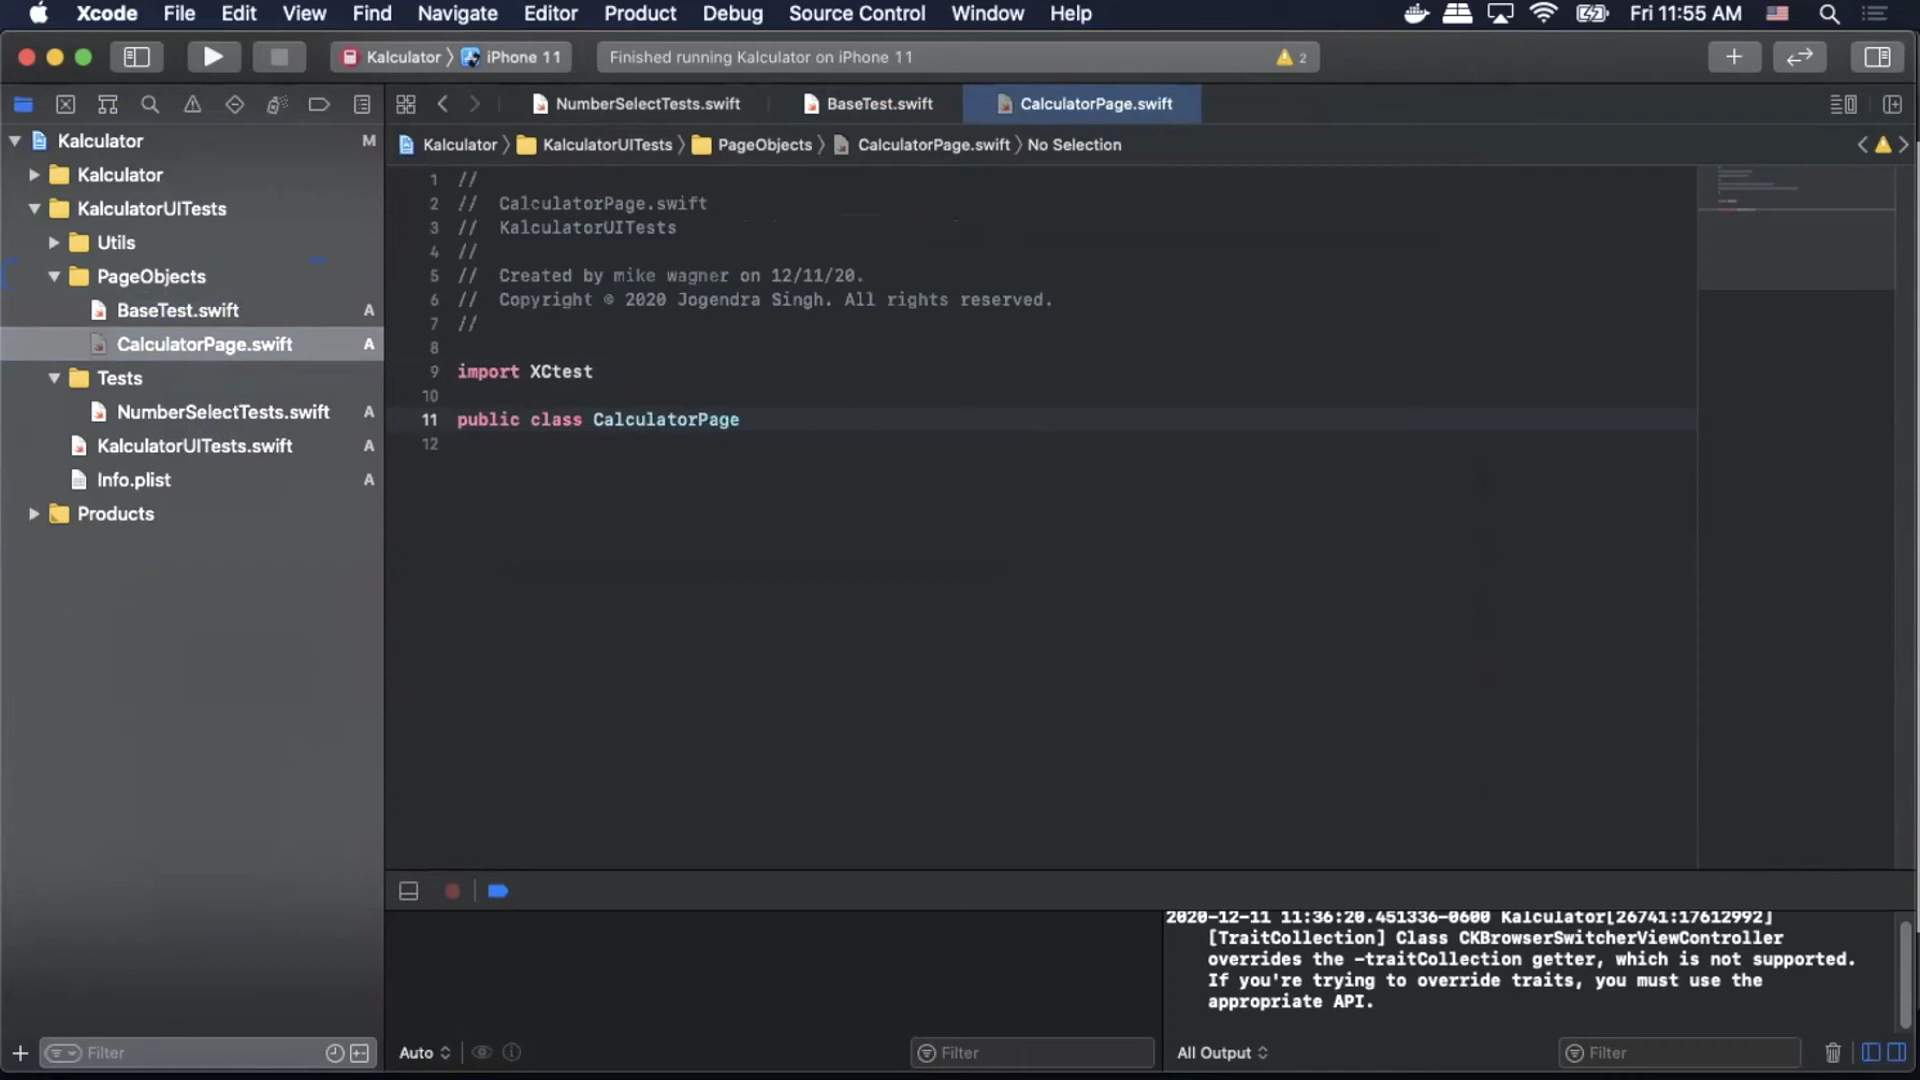 Xcode File Edit View Find Navigate Editor Product Debug Source Control Window Help Fri 11:55 AM
Kalculator 〉 iPhone 11 Finished running Kalculator on iPhone 11 2
NumberSelectTests.swift BaseTest.swift CalculatorPage.swift
Kalculator 〉 KalculatorUITests 〉 PageObjects 〉 CalculatorPage.swift 〉 No Selection
Kalculator M
Kalculator
KalculatorUITests
Utils
PageObjects
BaseTest.swift A
CalculatorPage.swift A
Tests
NumberSelectTests.swift A
KalculatorUITests.swift A
Info.plist A
Products
1 //
2 // CalculatorPage.swift
3 // KalculatorUITests
4 //
5 // Created by mike wagner on 12/11/20.
6 // Copyright © 2020 Jogendra Singh. All rights reserved.
7 //
8
9 import XCtest
10
11 public class CalculatorPage
12
2020-12-11 11:36:20.451336-0600 Kalculator[26741:17612992]
[TraitCollection] Class CKBrowserSwitcherViewController
overrides the -traitCollection getter, which is not supported.
If you're trying to override traits, you must use the
appropriate API.
Filter Auto Filter All Output Filter